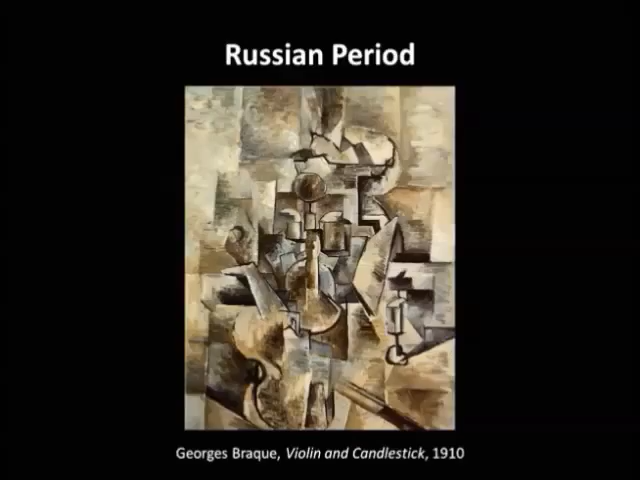 Russian Period
Georges Braque, Violin and Candlestick, 1910